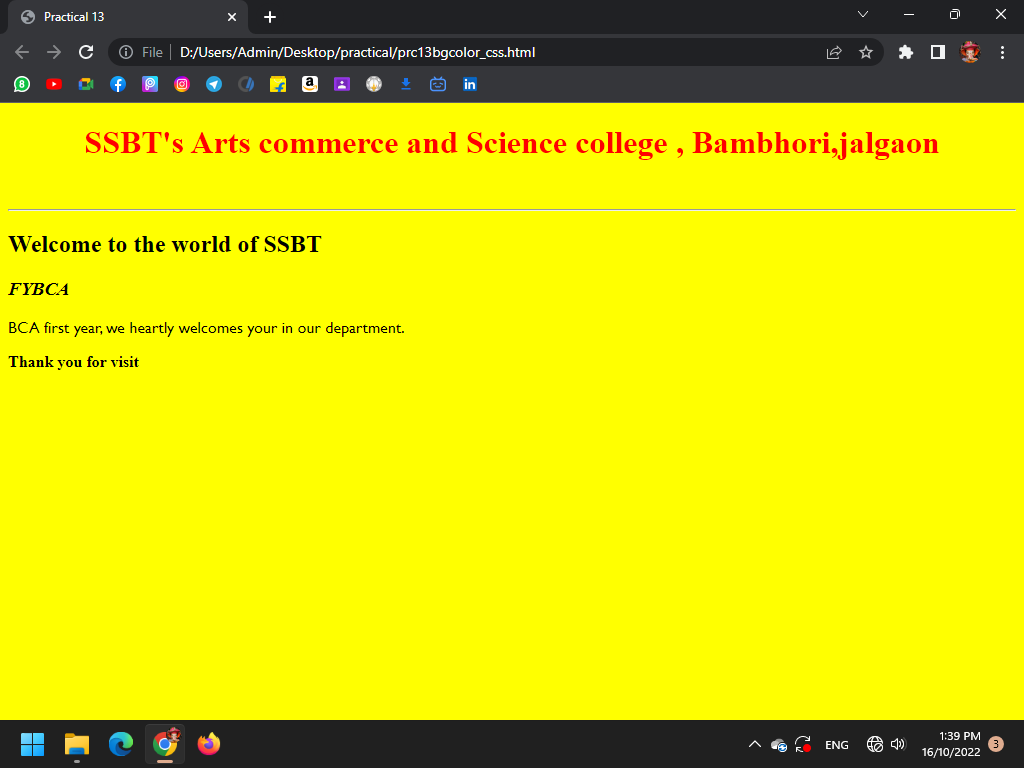 Practical 13
File
D:/Users/Admin/Desktop/practical/prc13bgcolor_css.html
8
a
in
SSBT's Arts commerce and Science college , Bambhori,jalgaon
Welcome to the world of SSBT
FYBCA
BCA first year, we heartly welcomes your in our department.
Thank you for visit
ENG
1:39 PM
16/10/2022
3